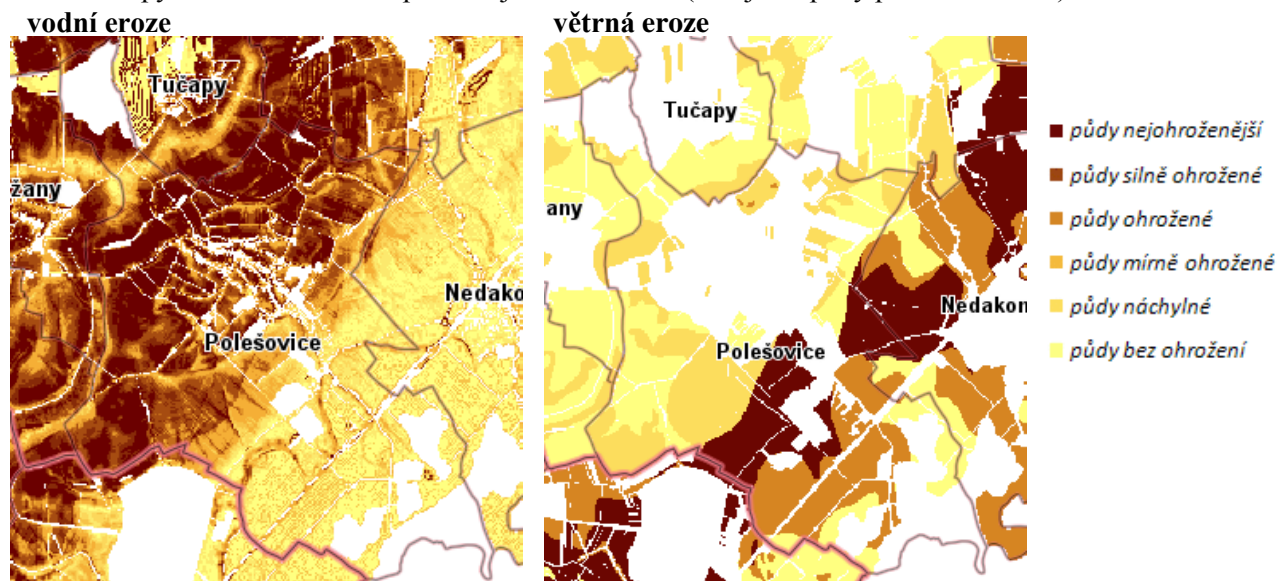 vodní eroze
větrná eroze
Tučapy
žany
Nedako
Polešovice
Tučapy
any
Nedakon
Polešovice
půdy nejohroženější
půdy silně ohrožené
půdy ohrožené
půdy mírně ohrožené
půdy náchylné
půdy bez ohrožení